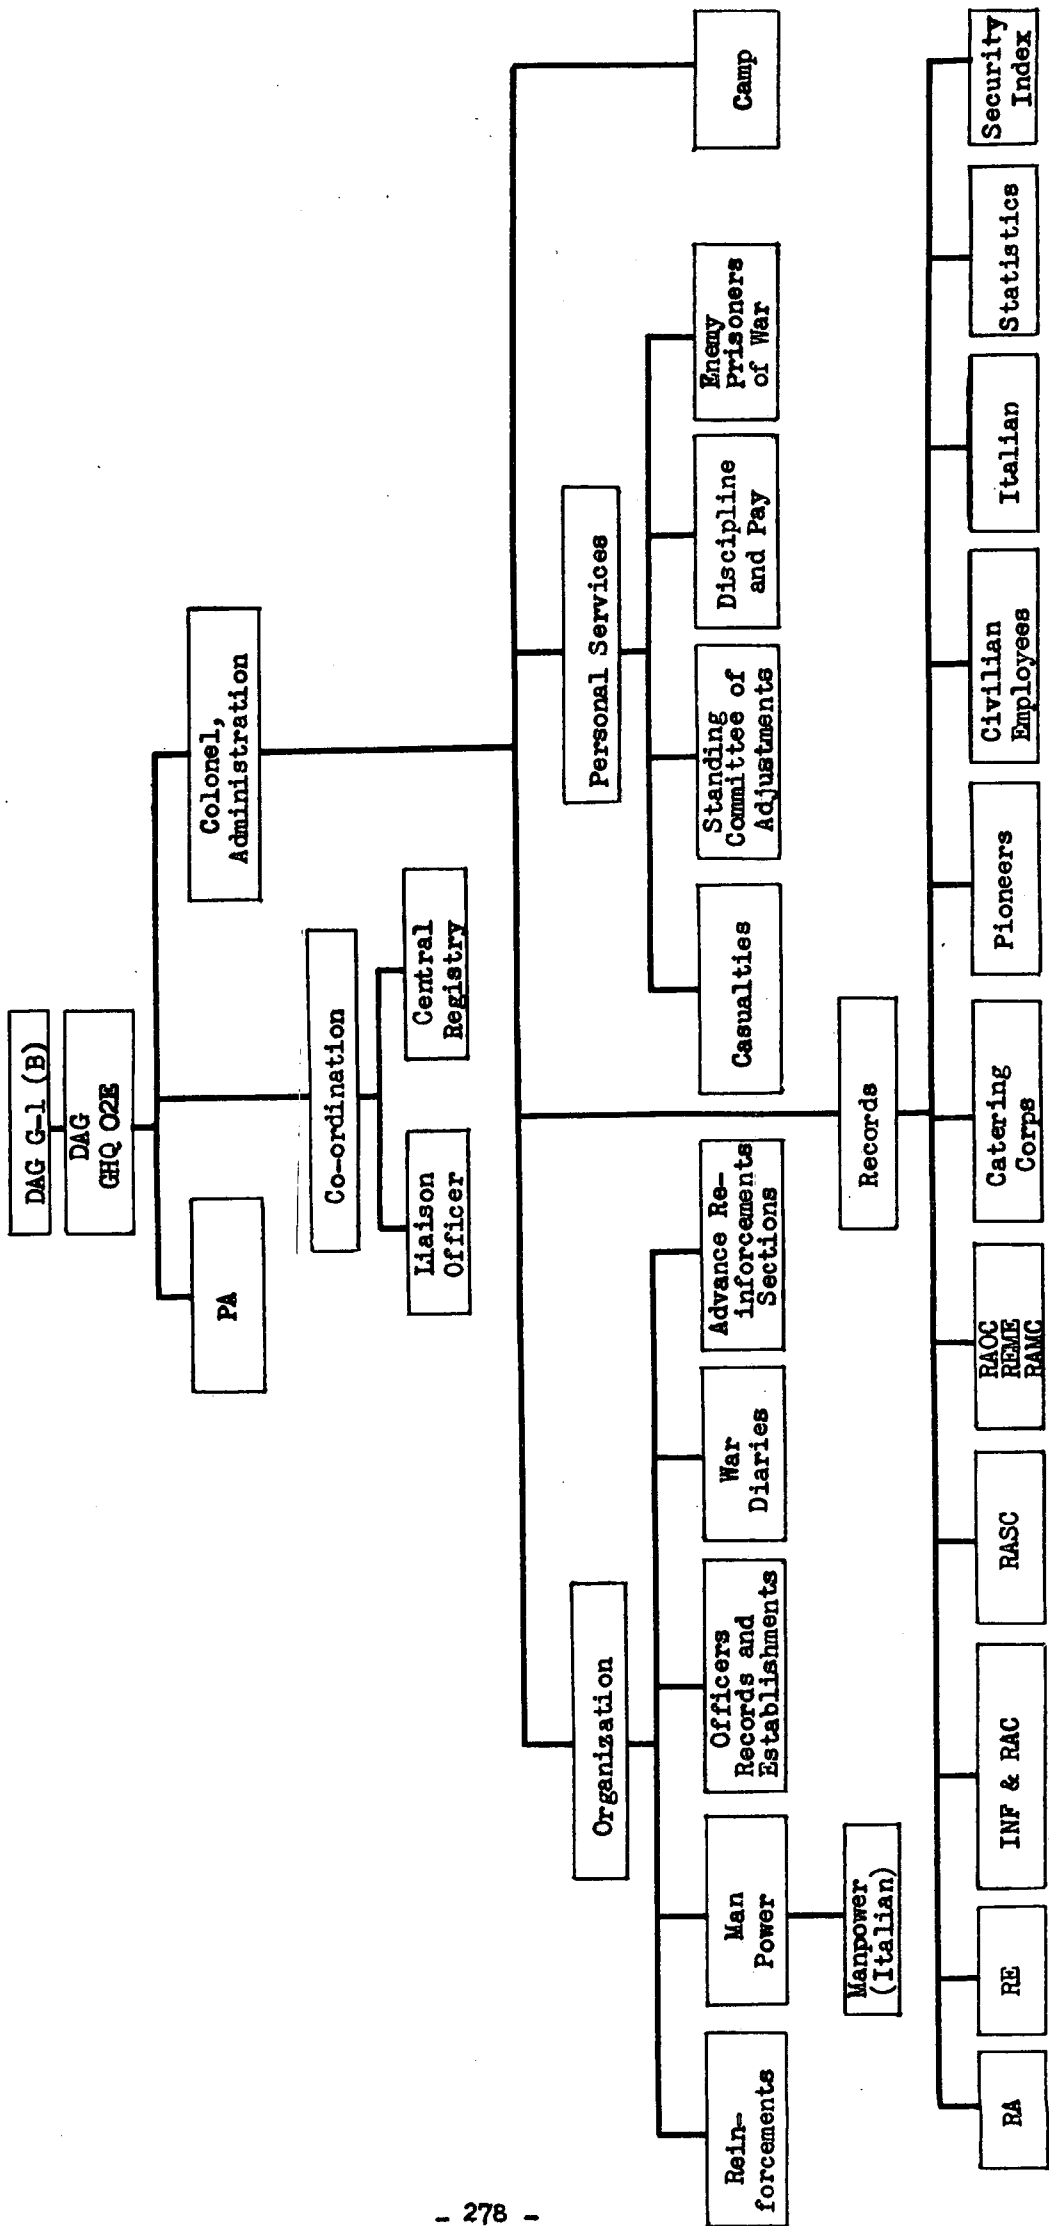 DAG G-1 (B)
DAG
GHQ O2E
PA
Colonel,
Administration
Co-ordination
Liaison
Officer
Central
Registry
Organization
Personal Services
Camp
Rein-
forcements
Man
Power
Officers
Records and
Establishments
War
Diaries
Advance Re-
inforcements
Sections
Casualties
Standing
Committee of
Adjustments
Discipline
and Pay
Enemy
Prisoners
of War
Manpower
(Italian)
Records
RA
RE
INF & RAC
RASC
RAOC
REME
RAMC
Catering
Corps
Pioneers
Civilian
Employees
Italian
Statistics
Security
Index
- 278 -